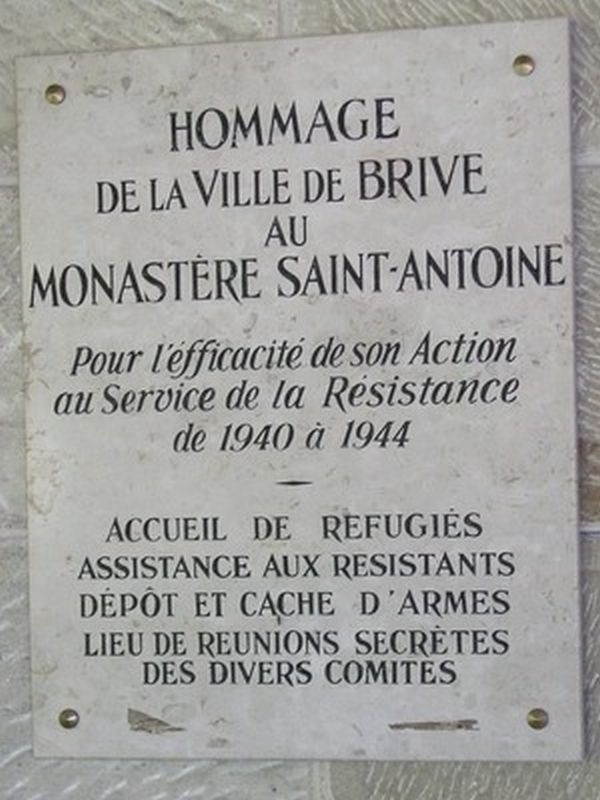 HOMMAGE
DE LA VILLE DE BRIVE
AU
MONASTÈRE SAINT-ANTOINE
Pour l'éfficacité de son Action
au Service de la Résistance
de 1940 à 1944
ACCUEIL DE REFUGIÉS
ASSISTANCE AUX RESISTANTS
DÉPÔT ET CACHE D'ARMES
LIEU DE REUNIONS SECRÈTES
DES DIVERS COMITES